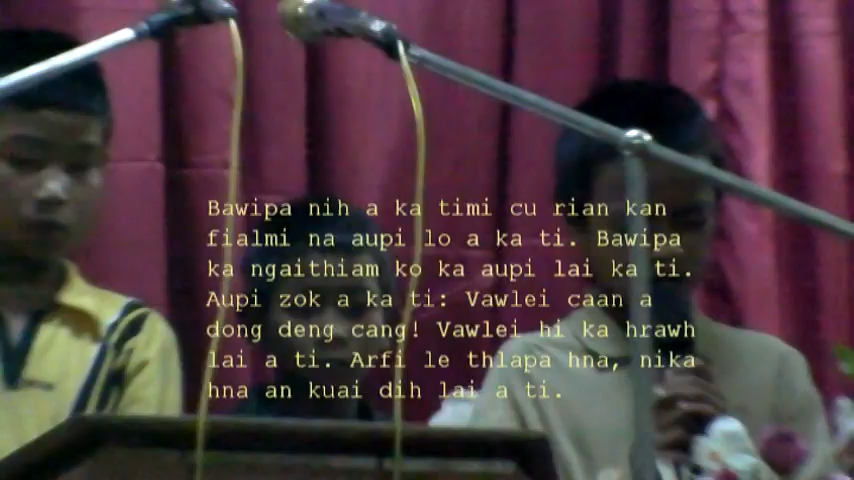 Bawipa nih a ka timi cu rian kan
fialmi na aupi lo a ka ti. Bawipa
ka ngaithiam ko ka aupi lai ka ti.
Aupi zok a ka ti: Vawlei caan a
dong deng cang! Vawlei hi ka hrawh
lai a ti. Arfi le thlapa hna, nika
hna an kuai dih lai a ti.